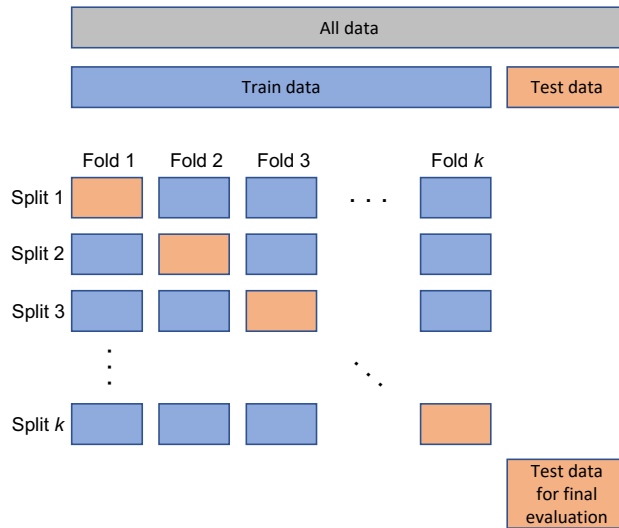 All data
Train data Test data
Fold 1 Fold 2 Fold 3 Fold k
Split 1 . . .
Split 2
Split 3
Split k
Test data
for final
evaluation